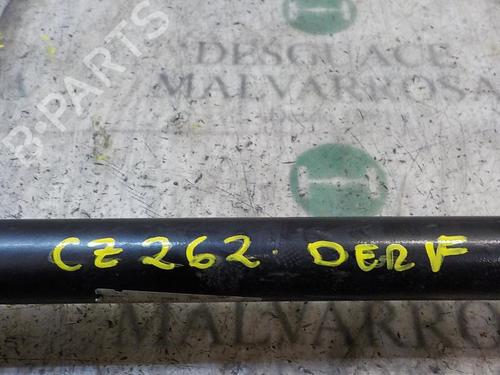 DESGUACE
MALVARROSA
B-PARTS
CZ262 DERF
MALVARROSA